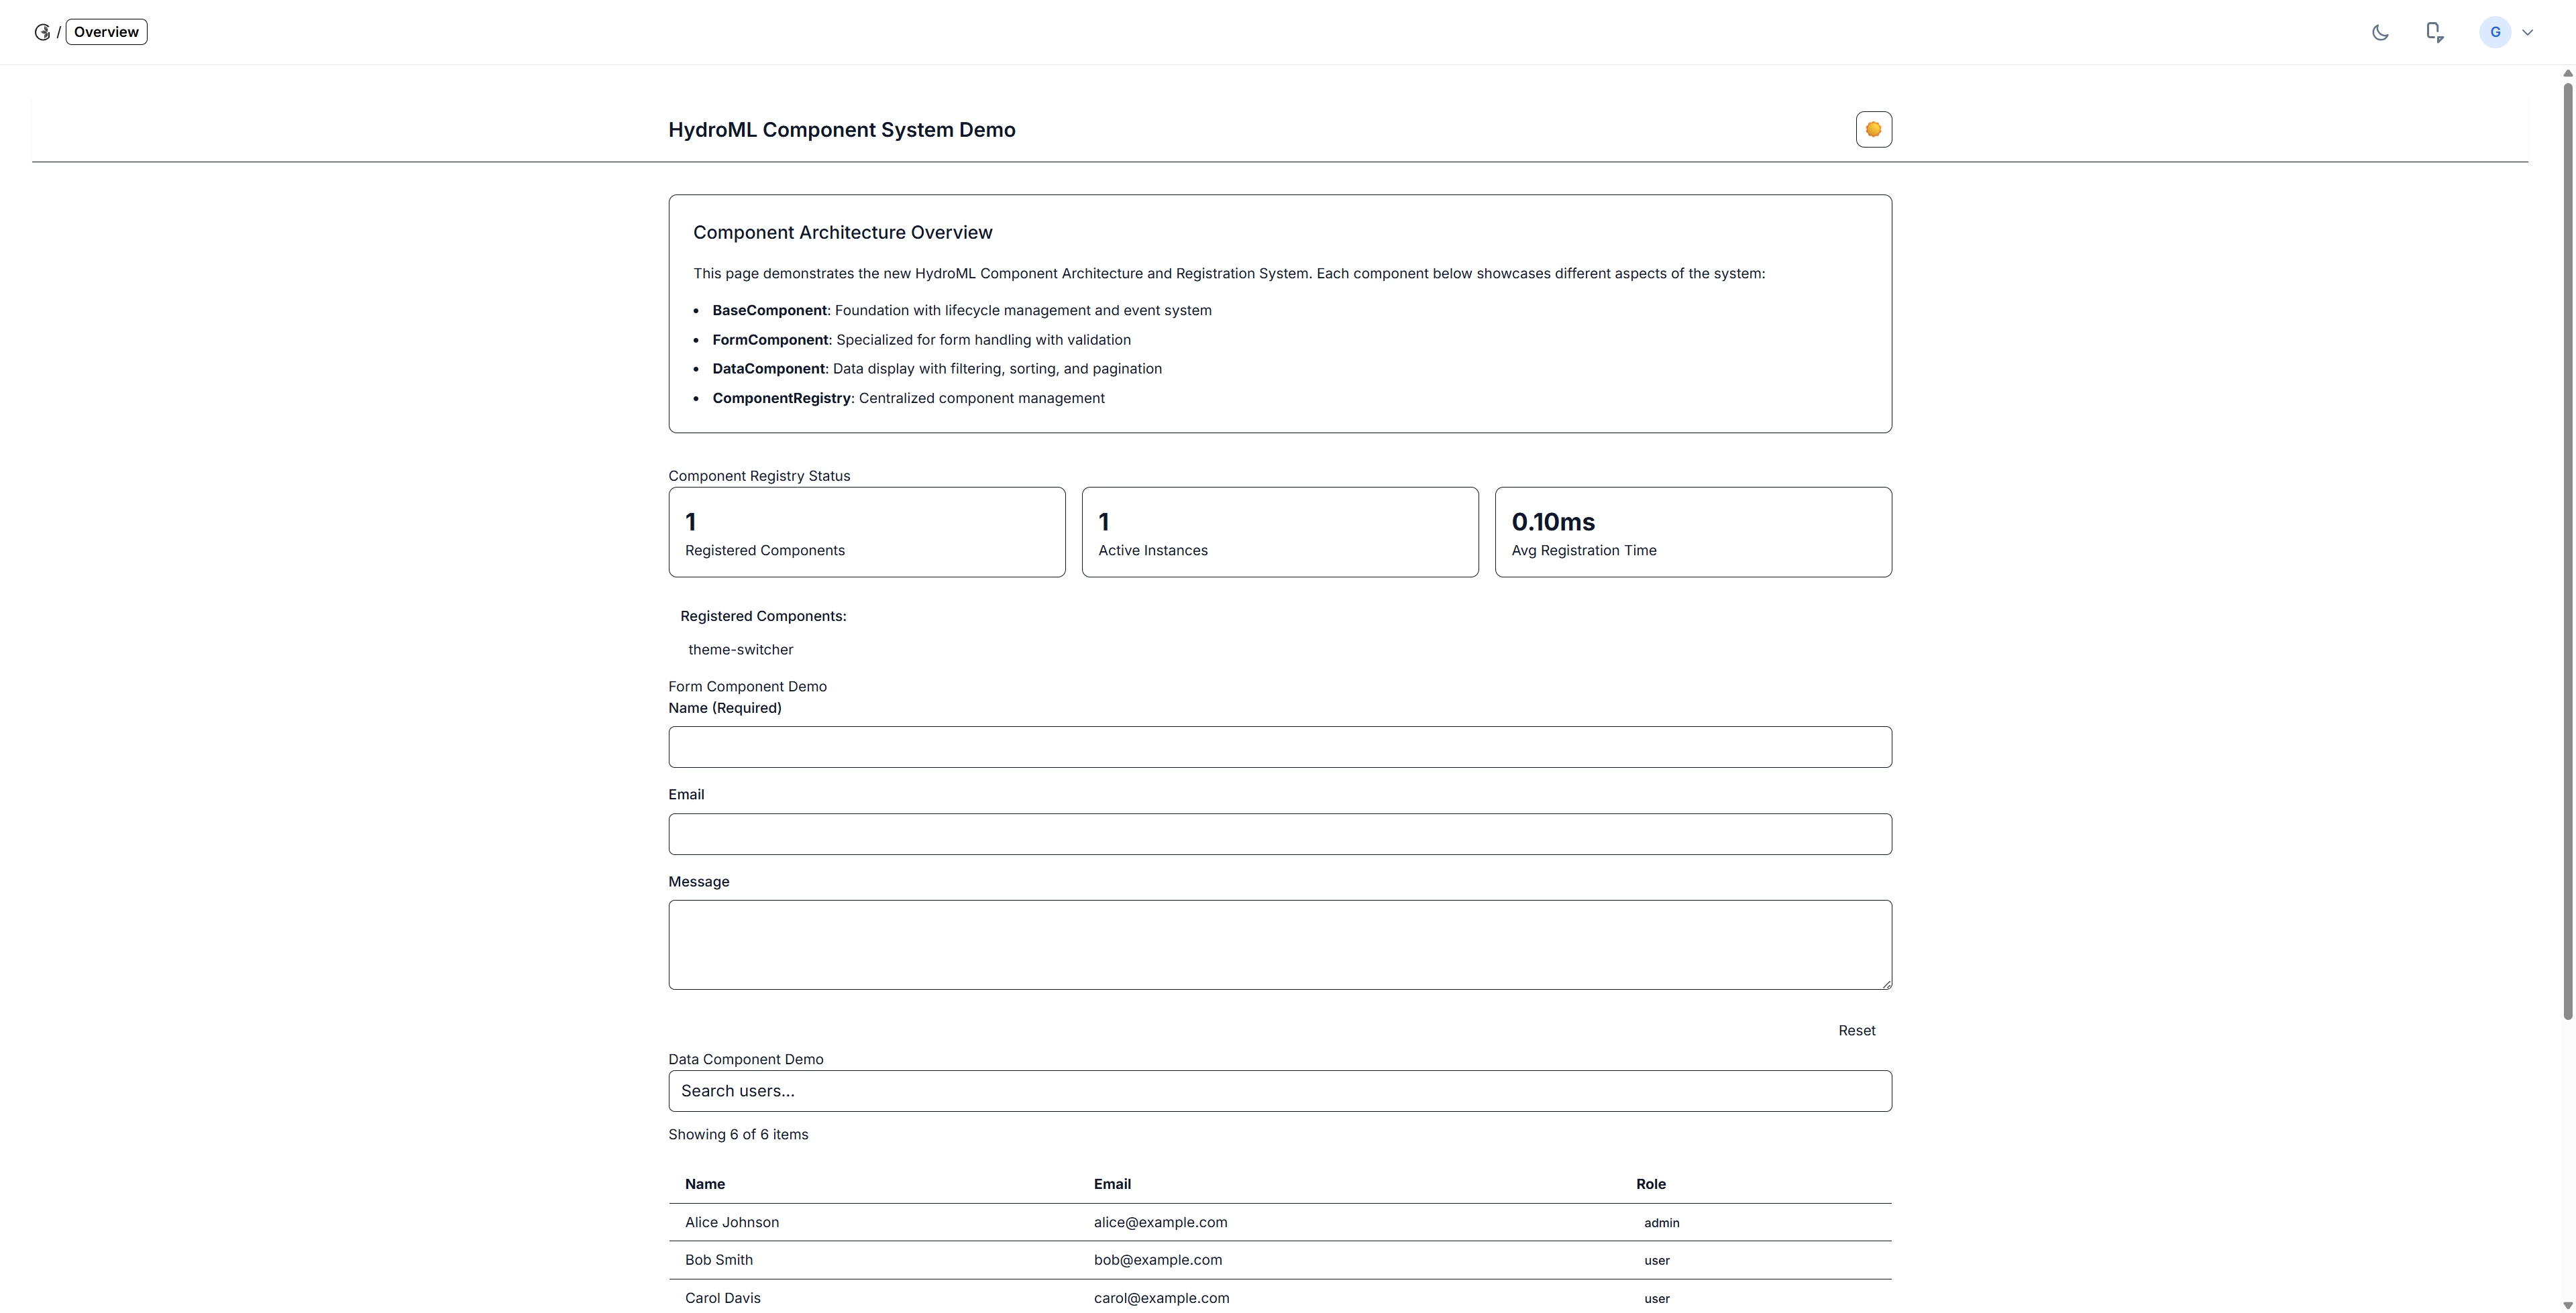 / Overview
G
HydroML Component System Demo
Component Architecture Overview
This page demonstrates the new HydroML Component Architecture and Registration System. Each component below showcases different aspects of the system:
• BaseComponent: Foundation with lifecycle management and event system
• FormComponent: Specialized for form handling with validation
• DataComponent: Data display with filtering, sorting, and pagination
• ComponentRegistry: Centralized component management
Component Registry Status
1
Registered Components
1
Active Instances
0.10ms
Avg Registration Time
Registered Components:
theme-switcher
Form Component Demo
Name (Required)
Email
Message
Reset
Data Component Demo
Search users...
Showing 6 of 6 items
Name Email Role
Alice Johnson alice@example.com admin
Bob Smith bob@example.com user
Carol Davis carol@example.com user